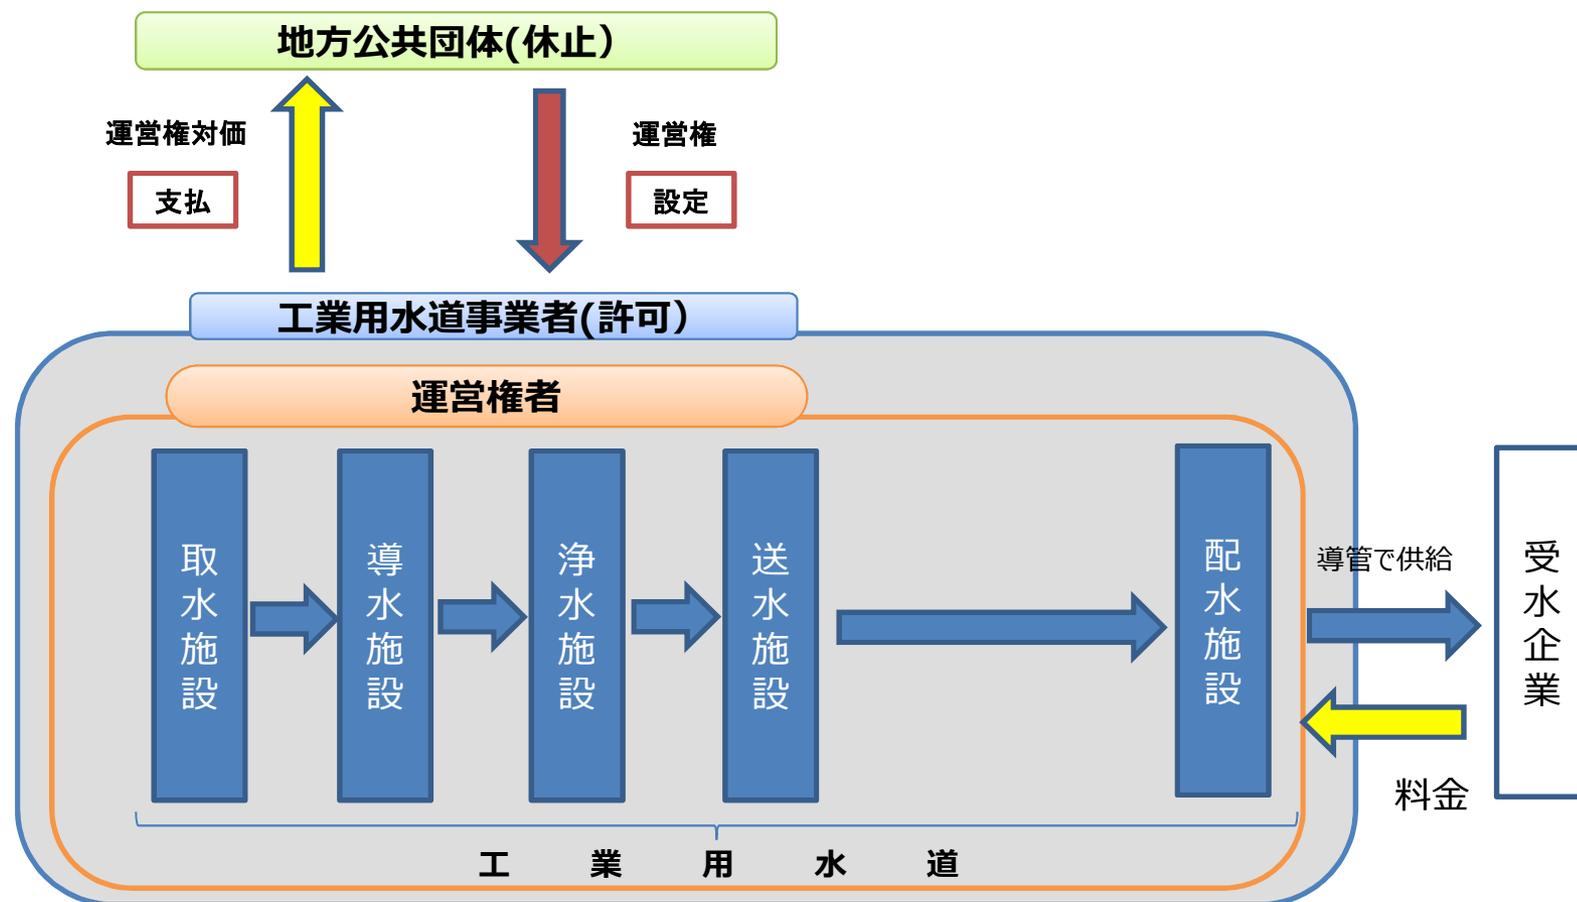 地方公共団体(休止）
運営権対価
支払
運営権
設定
工業用水道事業者(許可）
運営権者
取水施設
導水施設
浄水施設
送水施設
配水施設
導管で供給
受水企業
料金
工業用水道